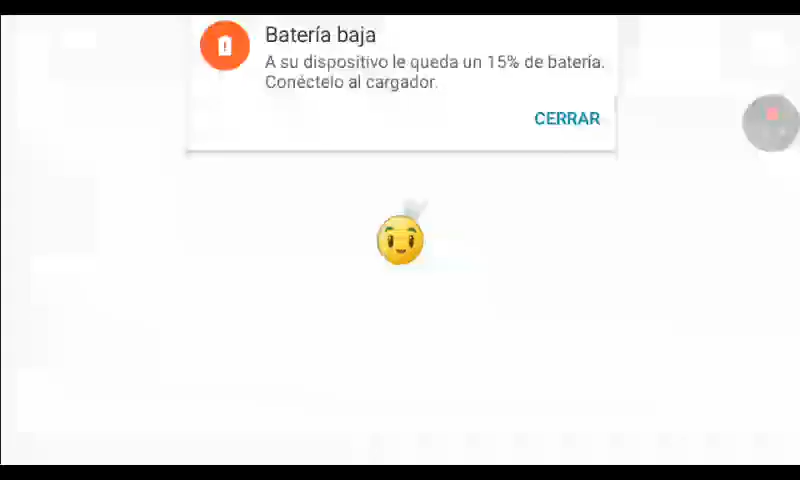 Batería baja
A su dispositivo le queda un 15% de batería.
Conéctelo al cargador.
CERRAR